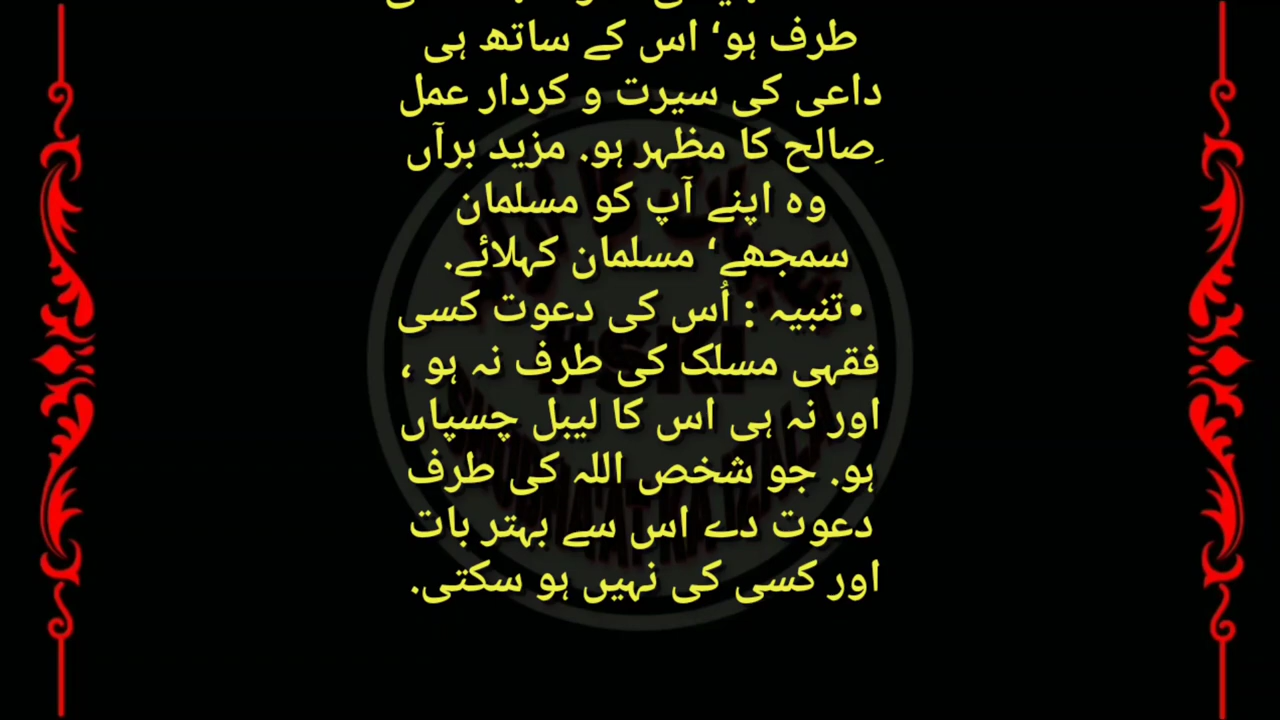 طرف ہو‘ اس کے ساتھ ہی
داعی کی سیرت و کردار عمل
ِصالح کا مظہر ہو. مزید برآں
وہ اپنے آپ کو مسلمان
سمجھے‘ مسلمان کہلائے.
•تنبیہ : اُس کی دعوت کسی
فقہی مسلک کی طرف نہ ہو ،
اور نہ ہی اس کا لیبل چسپاں
ہو. جو شخص اللہ کی طرف
دعوت دے اس سے بہتر بات
اور کسی کی نہیں ہو سکتی.